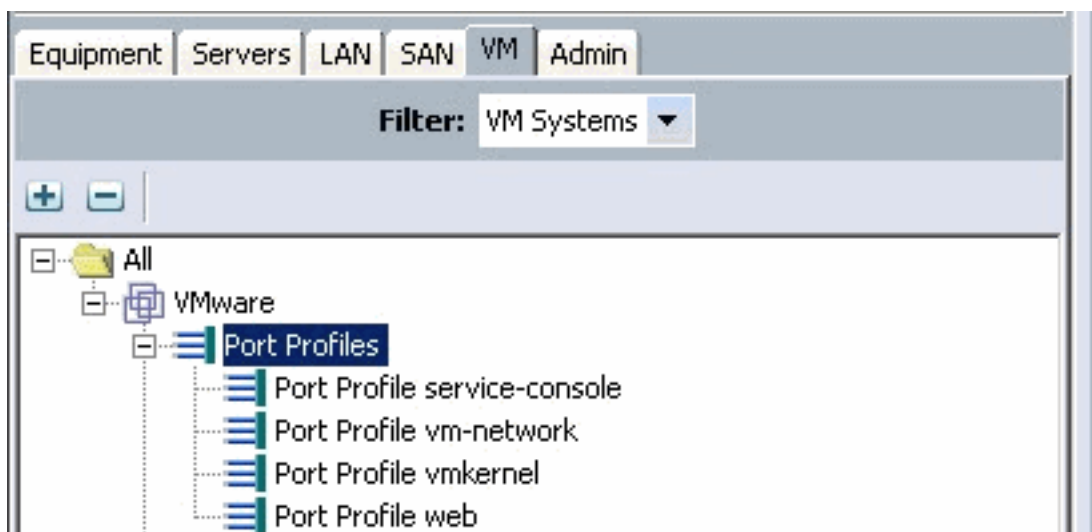 Equipment Servers LAN SAN VM Admin
Filter: VM Systems
All
VMware
Port Profiles
Port Profile service-console
Port Profile vm-network
Port Profile vmkernel
Port Profile web